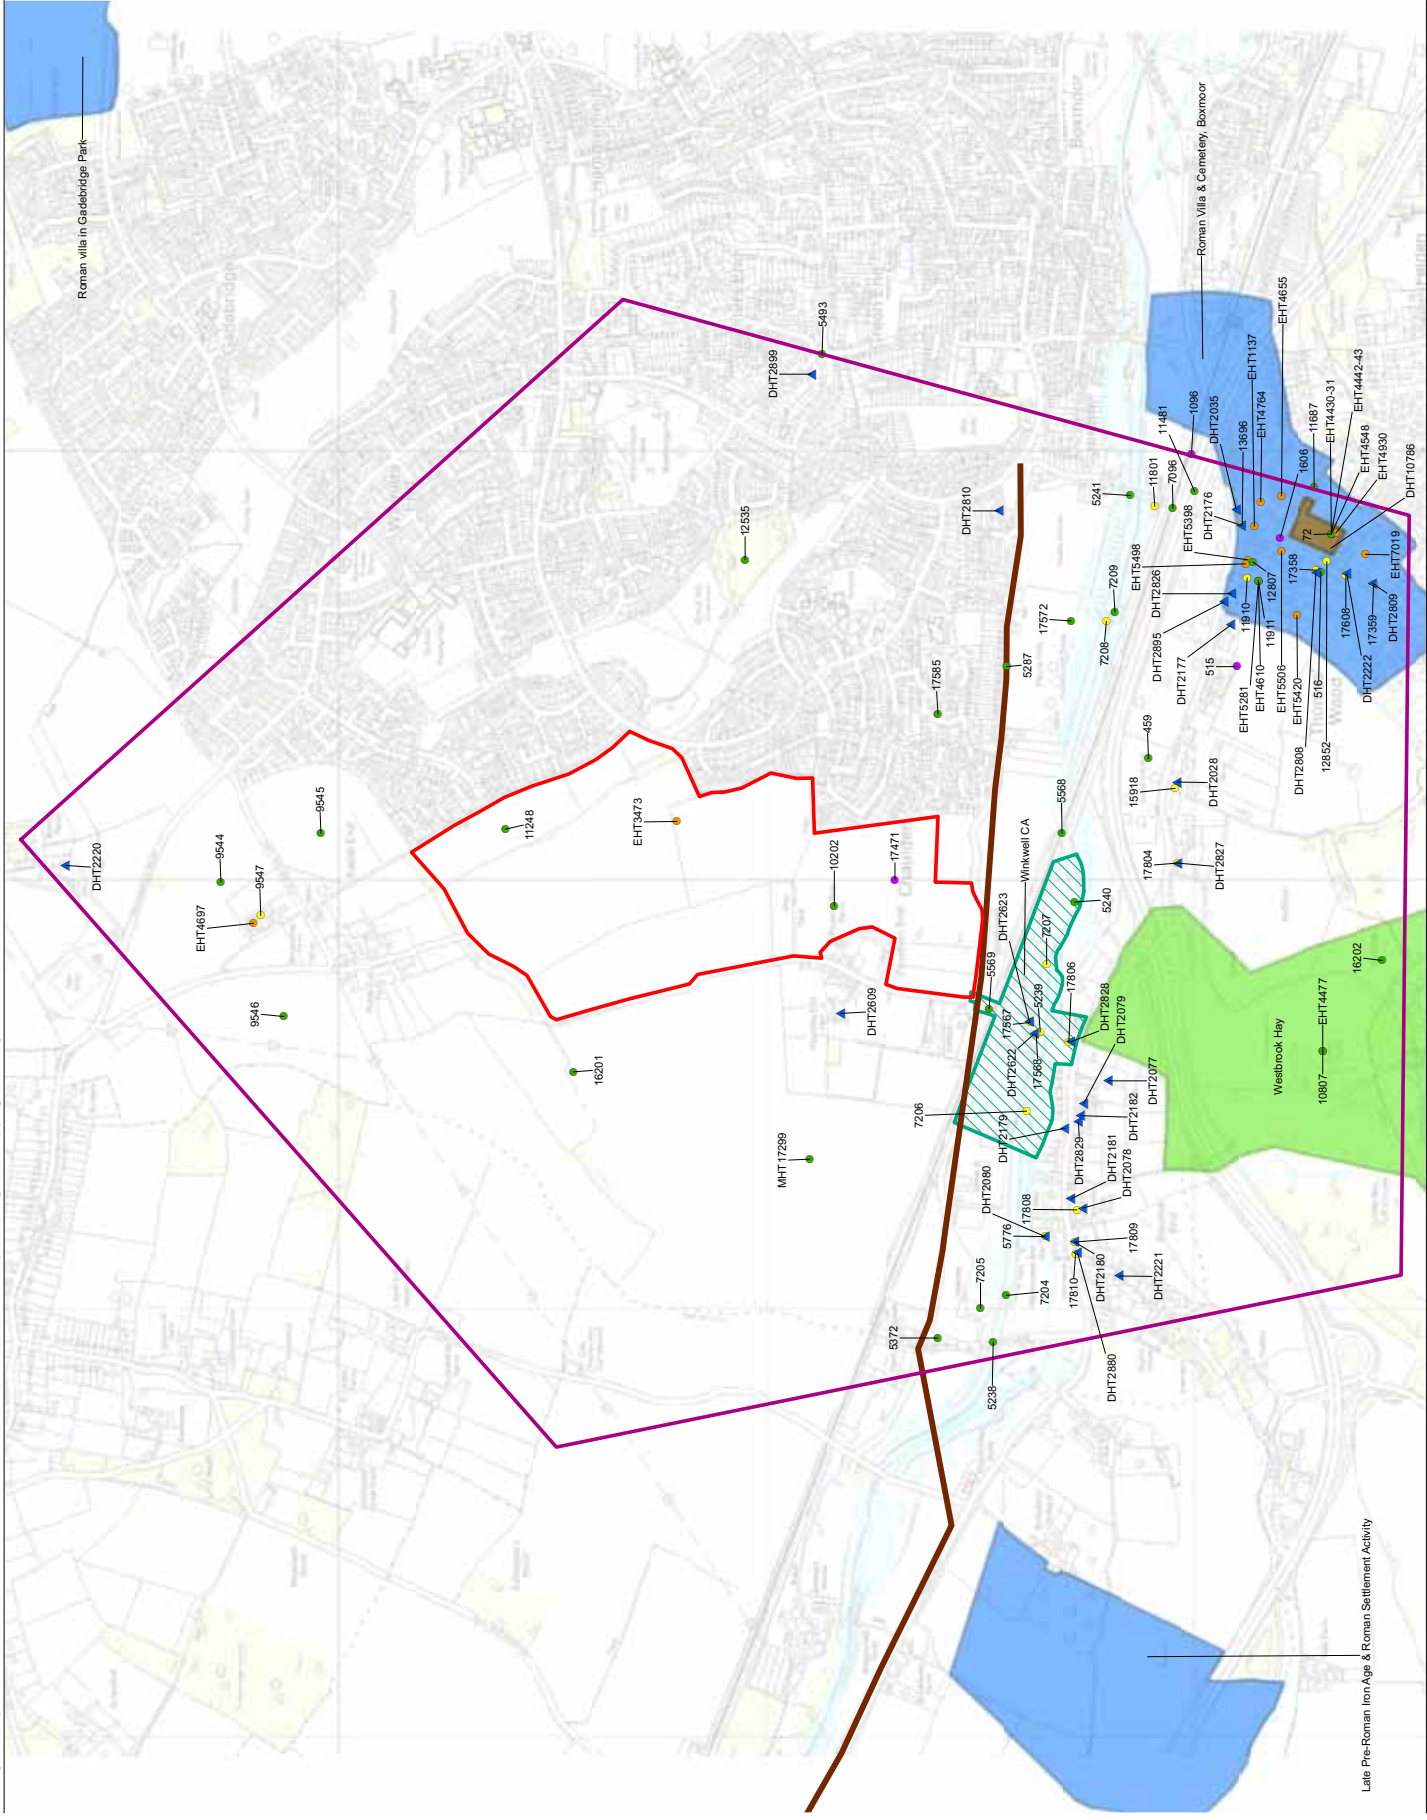 Roman villa in Gadebridge Park
DHT2220
9544
9545
EHT4697
9547
9546
11248
EHT3473
16201
10202
17471
DHT2609
MHT17299
12535
DHT2899
5493
DHT2810
17585
5287
17572
5241
7209
7208
11801
7096
11481
1096
Roman Villa & Cemetery, Boxmoor
DHT2035
13696
EHT1137
EHT4764
EHT4655
DHT2176
EHT5398
EHT5498
DHT2826
DHT2895
DHT2177
515
11910
12807
11911
EHT5281
EHT4610
EHT5506
EHT5420
1606
11687
EHT4430-31
EHT4442-43
EHT4548
EHT4930
DHT10786
72
EHT7019
17358
516
DHT2808
12852
17608
DHT2222
17359
DHT2809
459
15918
DHT2028
17804
DHT2827
5568
Winkwell CA
5240
DHT2623
7207
5569
17567
5239
DHT2622
17568
17806
DHT2828
DHT2079
DHT2077
DHT2182
DHT2829
DHT2179
7206
DHT2181
DHT2078
DHT2080
17808
5776
17809
DHT2180
17810
DHT2221
DHT2880
7205
7204
5372
5238
Westbrook Hay
16202
EHT4477
10807
Late Pre-Roman Iron Age & Roman Settlement Activity